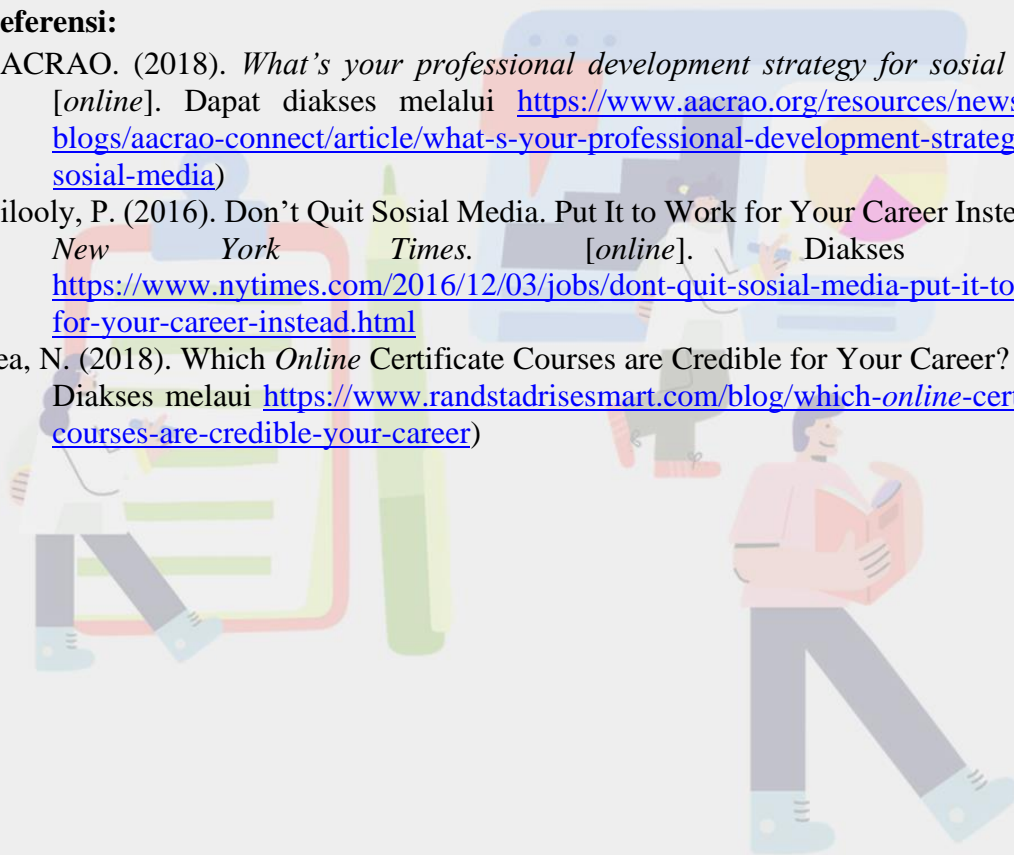 eferensi:
ACRAO. (2018). What’s your professional development strategy for sosial
[online]. Dapat diakses melalui https://www.aacrao.org/resources/news
blogs/aacrao-connect/article/what-s-your-professional-development-strateg
sosial-media)
ilooly, P. (2016). Don’t Quit Sosial Media. Put It to Work for Your Career Inste
New York Times. [online]. Diakses
https://www.nytimes.com/2016/12/03/jobs/dont-quit-sosial-media-put-it-to
for-your-career-instead.html
ea, N. (2018). Which Online Certificate Courses are Credible for Your Career?
Diakses melaui https://www.randstadrisesmart.com/blog/which-online-cert
courses-are-credible-your-career)